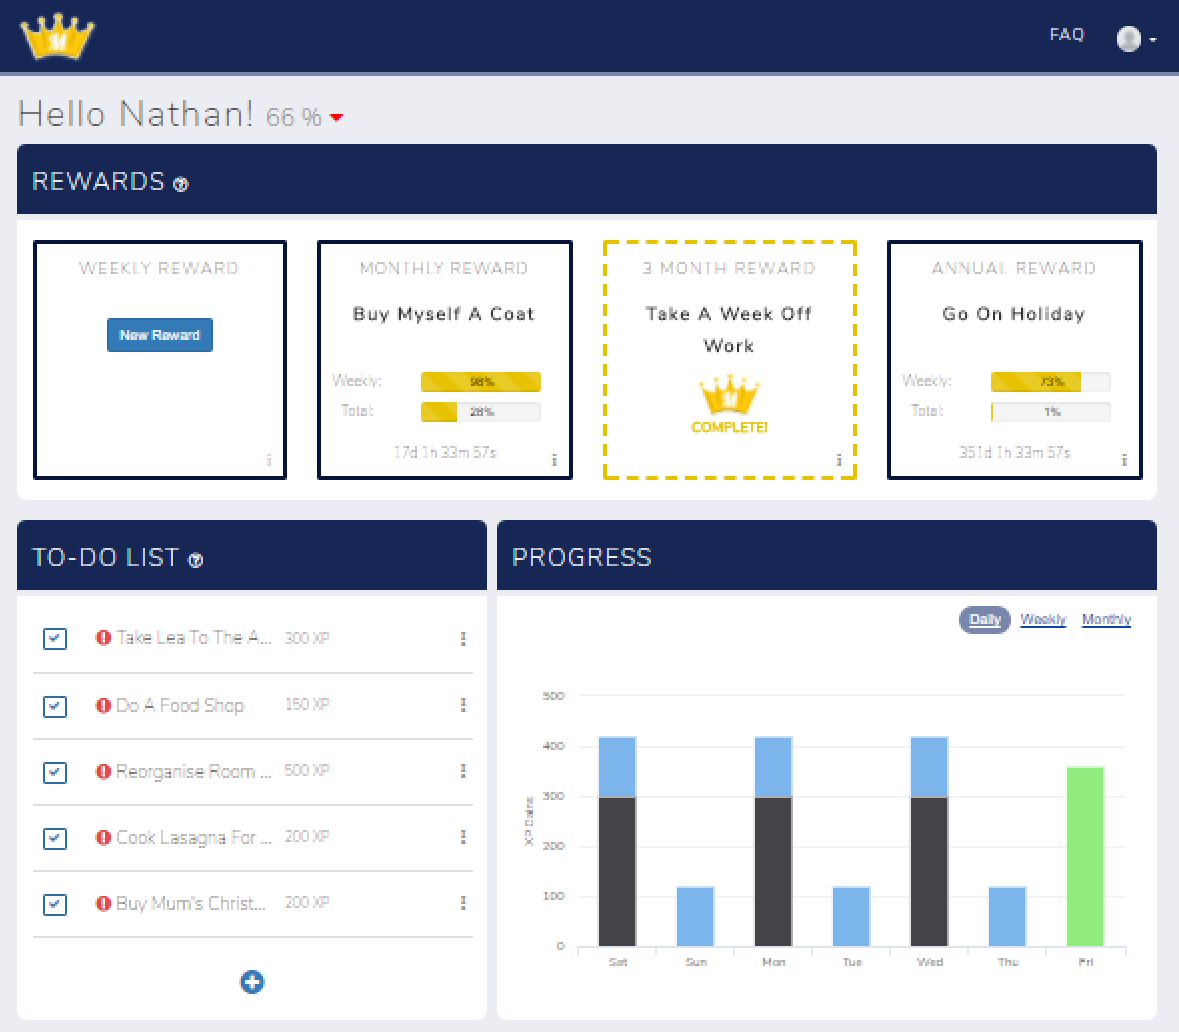 M
FAQ
Hello Nathan! 66 %
REWARDS ?
WEEKLY REWARD
New Reward
i
MONTHLY REWARD
Buy Myself A Coat
Weekly: 98%
Total: 28%
17d 1h 33m 57s
i
3 MONTH REWARD
Take A Week Off
Work
M
COMPLETE!
i
ANNUAL REWARD
Go On Holiday
Weekly: 73%
Total: 1%
351d 1h 33m 57s
i
TO-DO LIST ?
Take Lea To The A... 300 XP
Do A Food Shop 150 XP
Reorganise Room ... 500 XP
Cook Lasagna For ... 200 XP
Buy Mum's Christ... 200 XP
PROGRESS
Daily Weekly Monthly
XP Gains
500
400
300
200
100
0
Sat Sun Mon Tue Wed Thu Fri